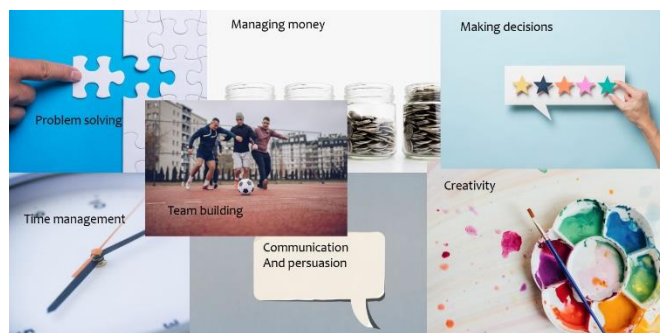 Managing money
Making decisions
Problem solving
Time management
Team building
Creativity
Communication
And persuasion